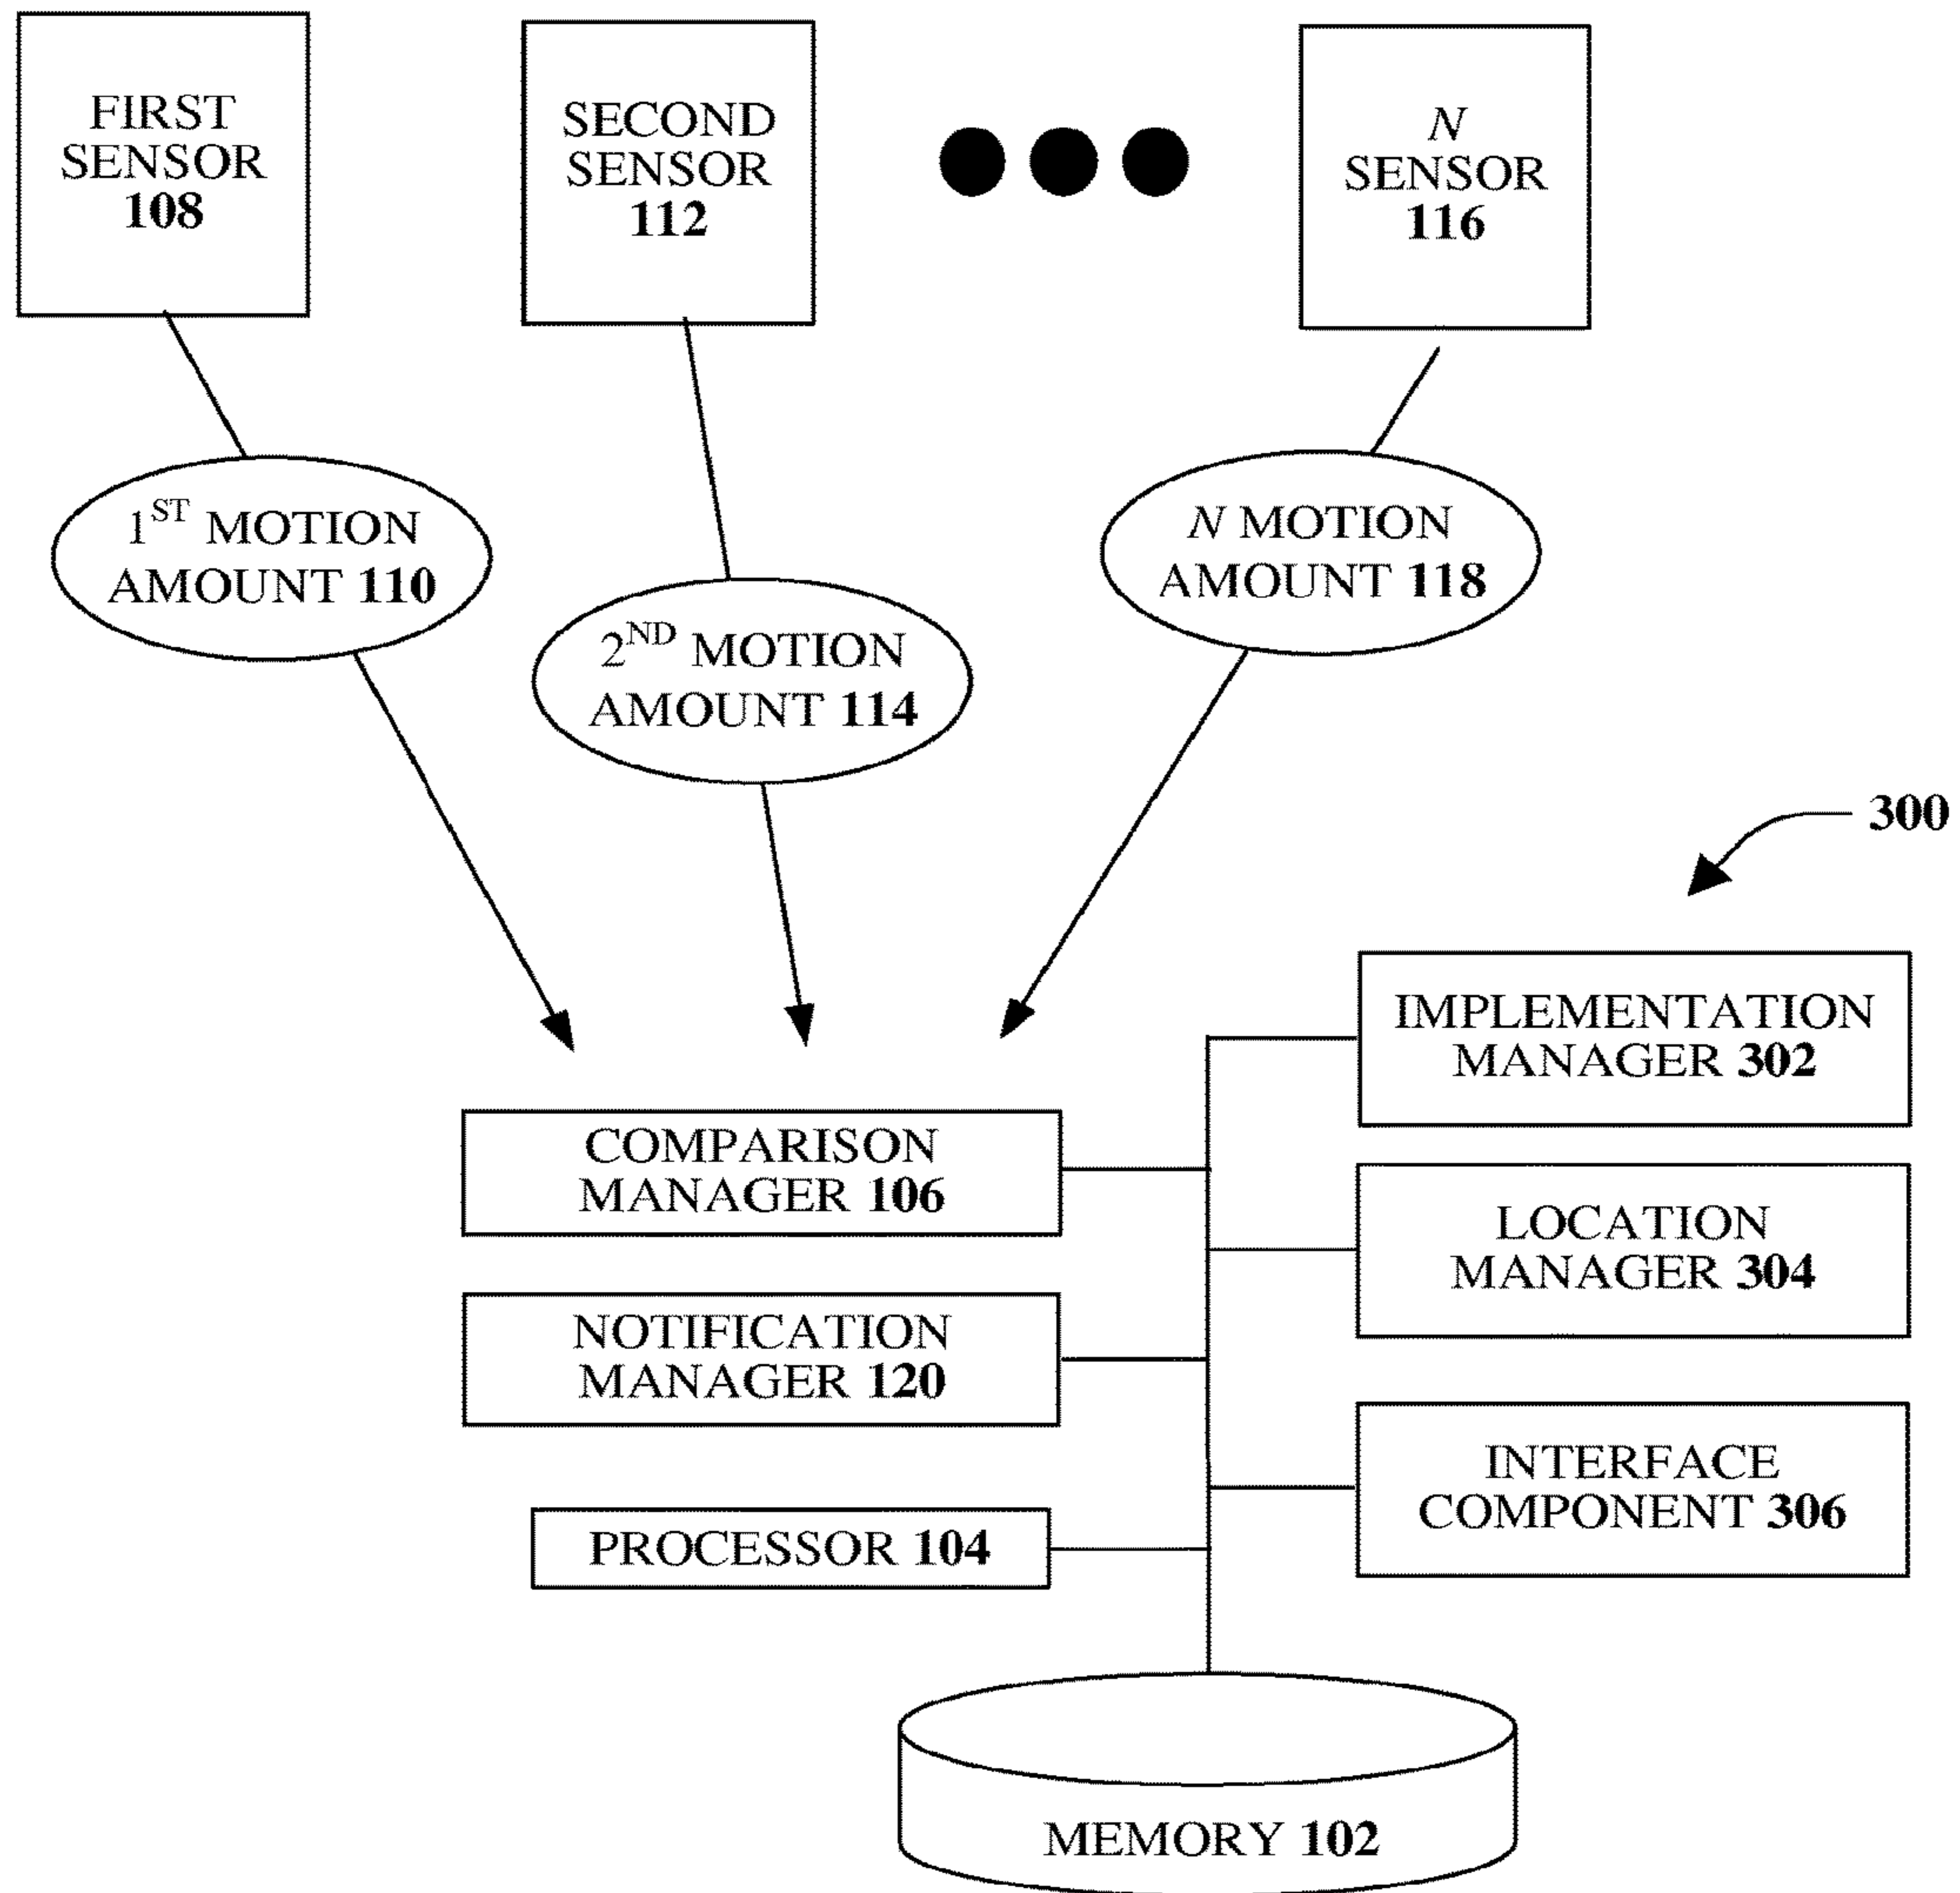 FIRST
SENSOR
108
SECOND
SENSOR
112
N
SENSOR
116
1ST MOTION
AMOUNT 110
2ND MOTION
AMOUNT 114
N MOTION
AMOUNT 118
300
IMPLEMENTATION
MANAGER 302
COMPARISON
MANAGER 106
LOCATION
MANAGER 304
NOTIFICATION
MANAGER 120
INTERFACE
COMPONENT 306
PROCESSOR 104
MEMORY 102